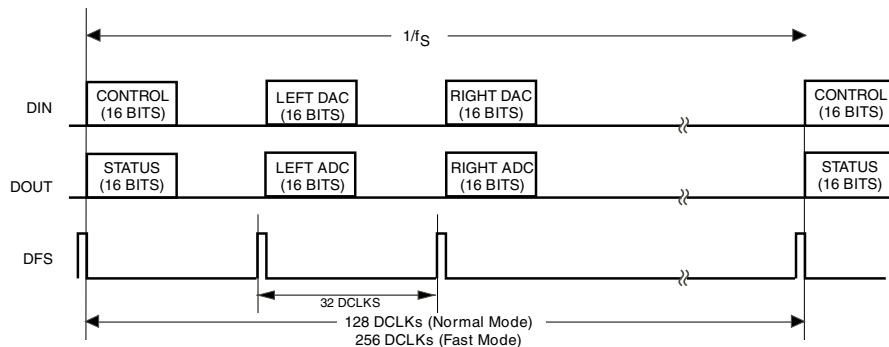 1/fS
DIN
CONTROL
(16 BITS)
LEFT DAC
(16 BITS)
RIGHT DAC
(16 BITS)
CONTROL
(16 BITS)
DOUT
STATUS
(16 BITS)
LEFT ADC
(16 BITS)
RIGHT ADC
(16 BITS)
STATUS
(16 BITS)
DFS
32 DCLKS
128 DCLKs (Normal Mode)
256 DCLKs (Fast Mode)